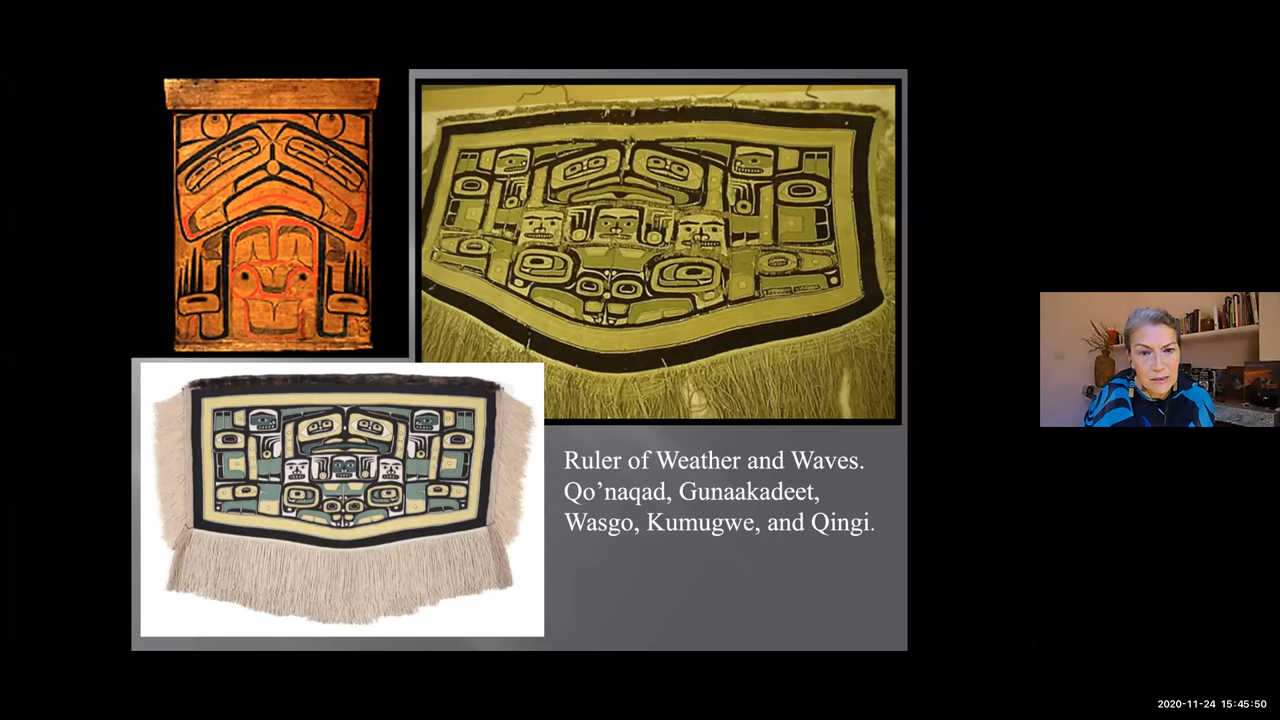 Ruler of Weather and Waves.
Qo’naqad, Gunaakadeet,
Wasgo, Kumugwe, and Qingi.
2020-11-24 15:45:50